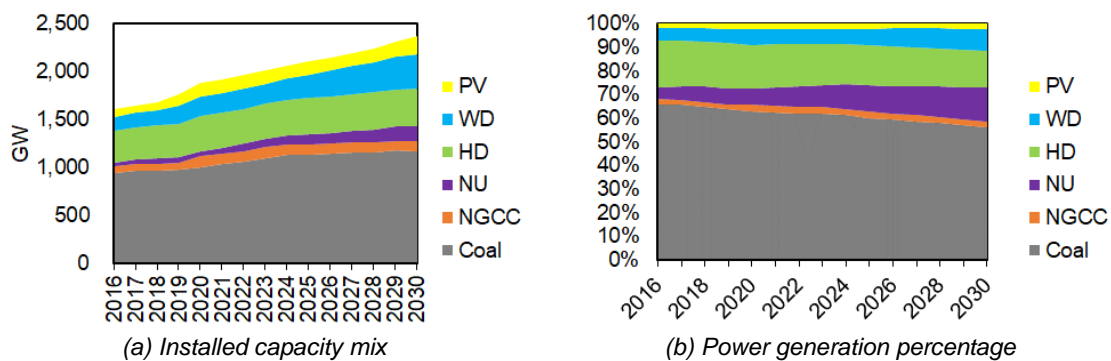 2,500
2,000
1,500
1,000
500
0
GW
2016 2017 2018 2019 2020 2021 2022 2023 2024 2025 2026 2027 2028 2029 2030
PV
WD
HD
NU
NGCC
Coal
(a) Installed capacity mix
100%
90%
80%
70%
60%
50%
40%
30%
20%
10%
0%
2016 2018 2020 2022 2024 2026 2028 2030
PV
WD
HD
NU
NGCC
Coal
(b) Power generation percentage